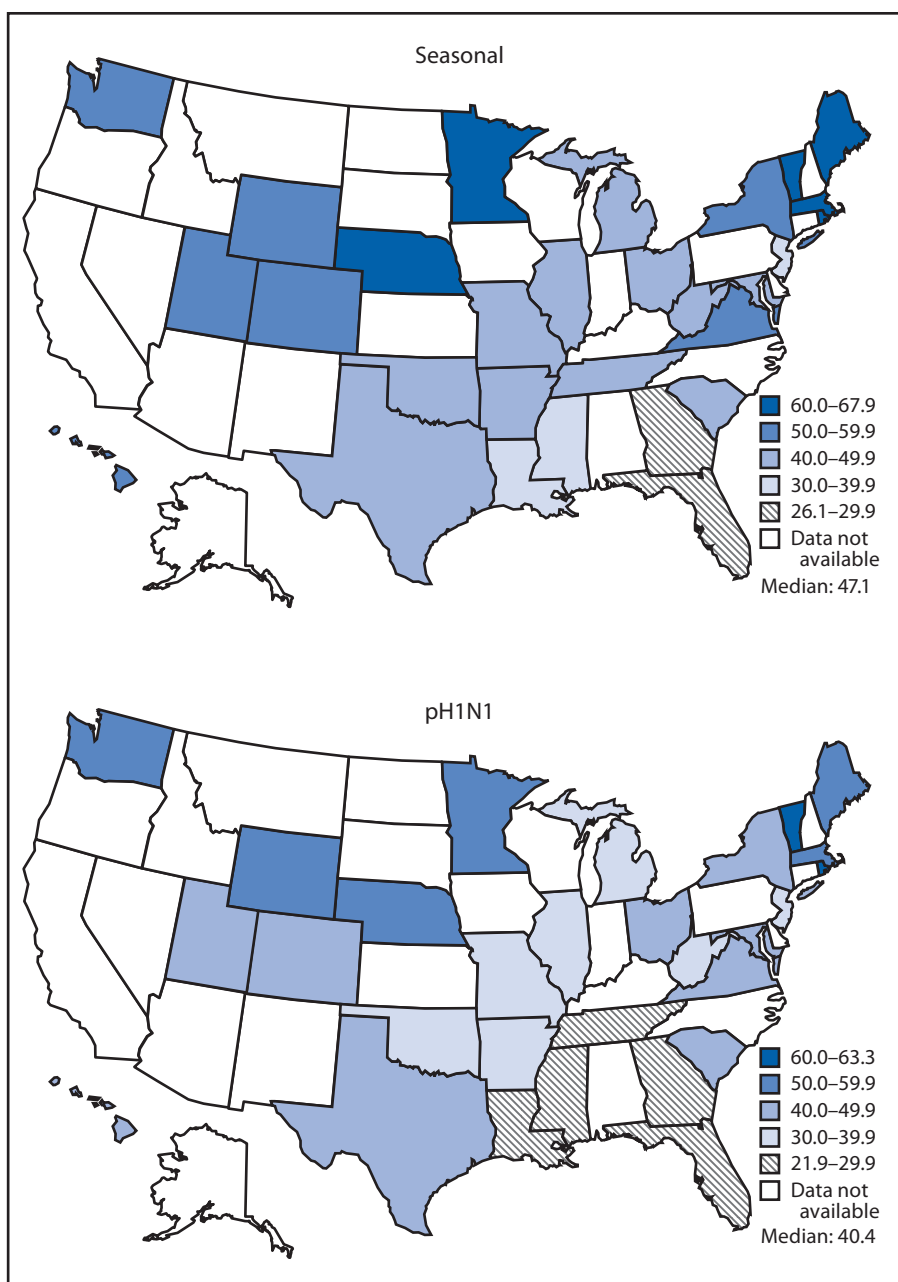 Seasonal
60.0–67.9
50.0–59.9
40.0–49.9
30.0–39.9
26.1–29.9
Data not
available
Median: 47.1
pH1N1
60.0–63.3
50.0–59.9
40.0–49.9
30.0–39.9
21.9–29.9
Data not
available
Median: 40.4